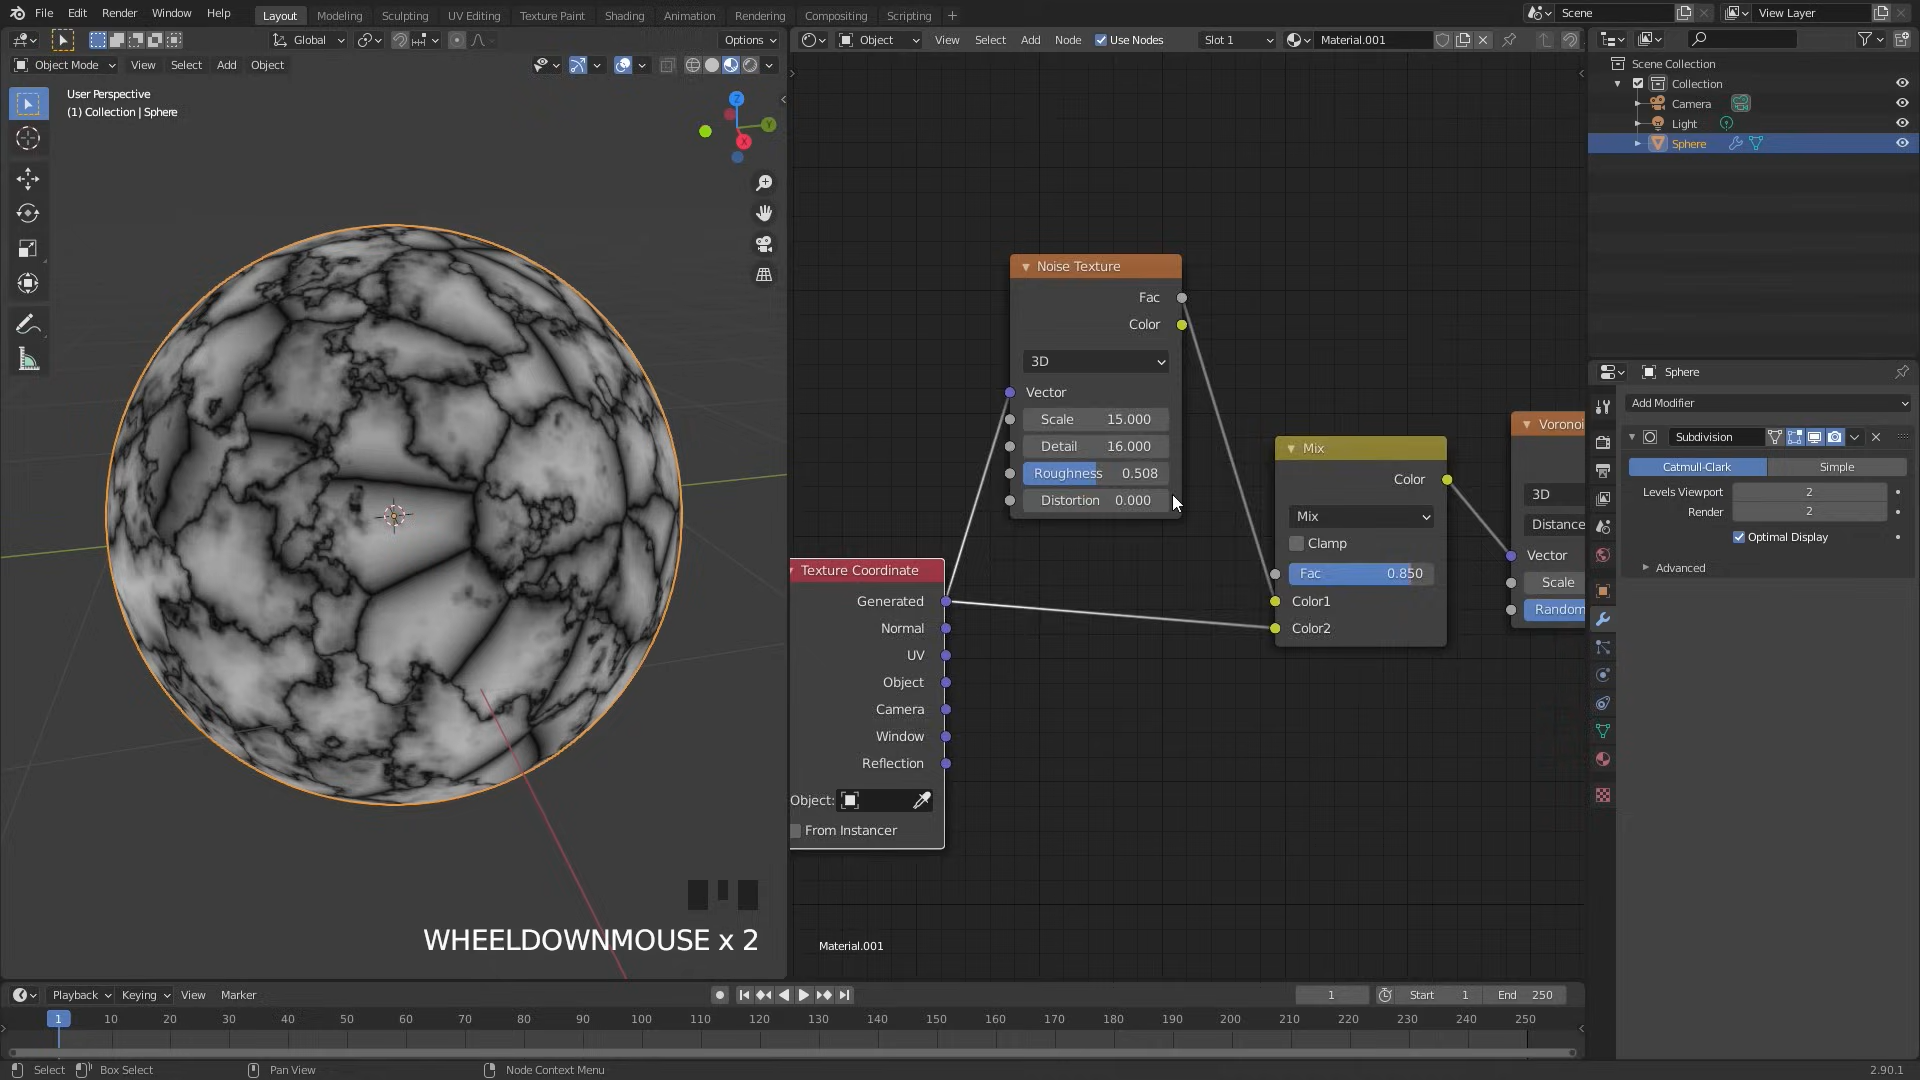 File Edit Render Window Help
Layout Modeling Sculpting UV Editing Texture Paint Shading Animation Rendering Compositing Scripting +
Scene
View Layer
Global
Options
Object
View Select Add Node
Use Nodes
Slot 1
Material.001
Object Mode
View Select Add Object
User Perspective
(1) Collection | Sphere
Z
Y
X
Scene Collection
Collection
Camera
Light
Sphere
Noise Texture
Fac
Color
3D
Vector
Scale 15.000
Detail 16.000
Roughness 0.508
Distortion 0.000
Mix
Color
Mix
Clamp
Fac 0.850
Color1
Color2
Voronoi
3D
Distance
Vector
Scale
Random
Texture Coordinate
Generated
Normal
UV
Object
Camera
Window
Reflection
Object:
From Instancer
Sphere
Add Modifier
Subdivision
Catmull-Clark Simple
Levels Viewport 2
Render 2
Optimal Display
Advanced
WHEELDOWNMOUSE x 2
Material.001
Playback Keying View Marker
1
Start 1
End 250
1 10 20 30 40 50 60 70 80 90 100 110 120 130 140 150 160 170 180 190 200 210 220 230 240 250
Select
Box Select
Pan View
Node Context Menu
2.90.1